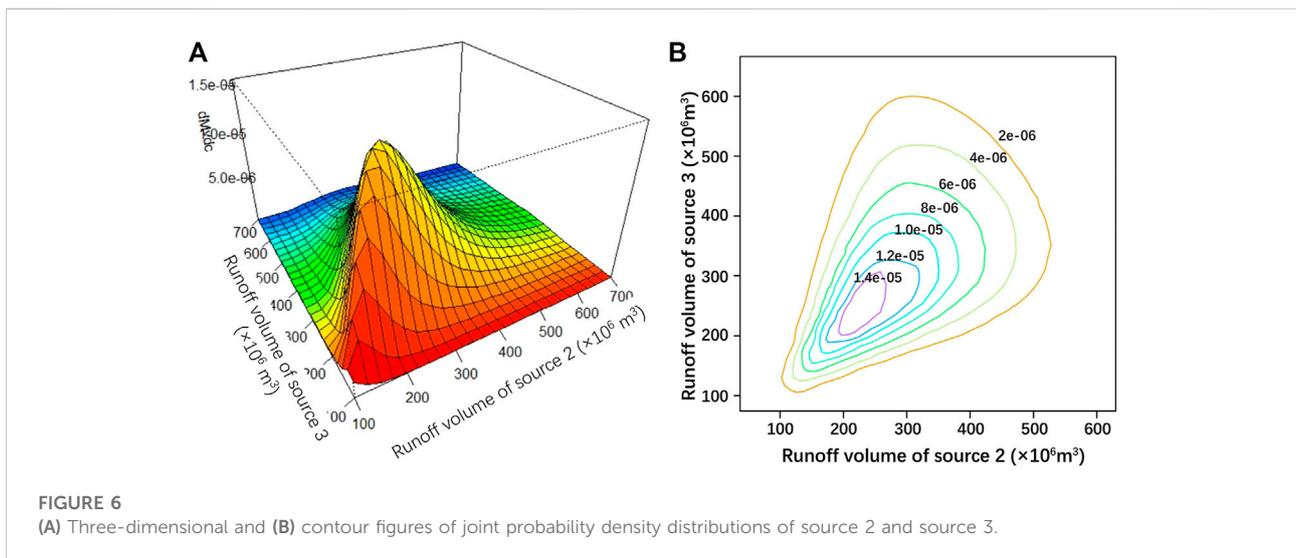 A
1.5e-05
0e-05
5.0e-06
700
600
500
400
300
200
00
Runoff volume of source 3
(×10⁶ m³)
100
200
300
400
500
600
700
Runoff volume of source 2 (×10⁶ m³)
B
600
500
400
300
200
100
Runoff volume of source 3 (×10⁶m³)
2e-06
4e-06
6e-06
8e-06
1.0e-05
1.2e-05
1.4e-05
100
200
300
400
500
600
Runoff volume of source 2 (×10⁶m³)
FIGURE 6
(A) Three-dimensional and (B) contour figures of joint probability density distributions of source 2 and source 3.